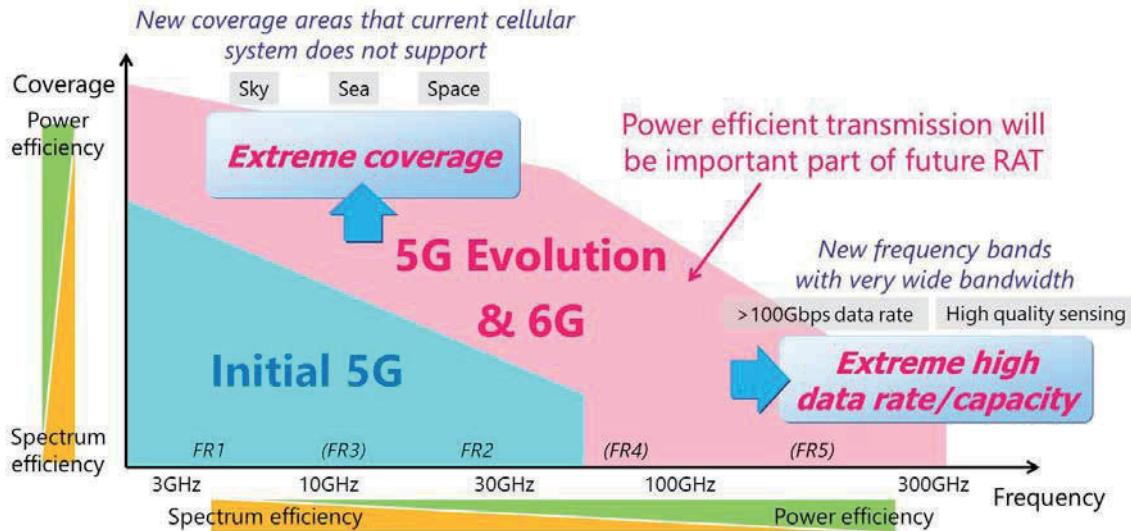 New coverage areas that current cellular
system does not support
Coverage
Sky
Sea
Space
Power
efficiency
Extreme coverage
Power efficient transmission will
be important part of future RAT
5G Evolution
& 6G
New frequency bands
with very wide bandwidth
>100Gbps data rate
High quality sensing
Initial 5G
Extreme high
data rate/capacity
Spectrum
efficiency
FR1
(FR3)
FR2
(FR4)
(FR5)
3GHz
10GHz
30GHz
100GHz
300GHz
Frequency
Spectrum efficiency
Power efficiency